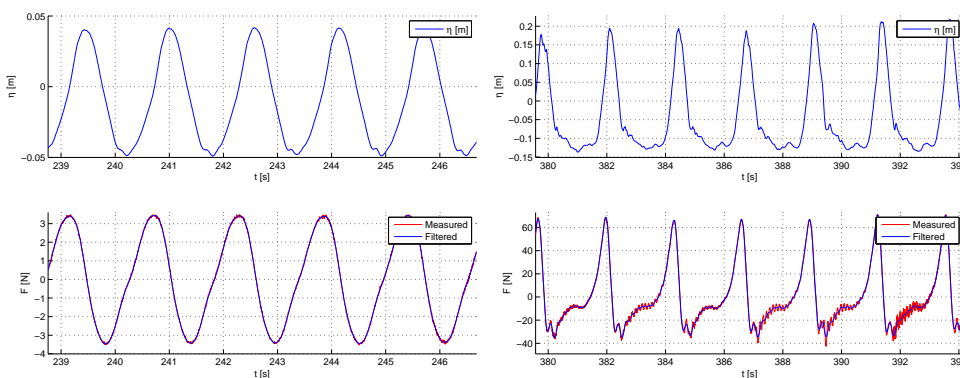 0.05
0
−0.05
η [m]
η [m]
239 240 241 242 243 244 245 246
t [s]
0.2
0.15
0.1
0.05
0
−0.05
−0.1
−0.15
η [m]
η [m]
380 382 384 386 388 390 392 394
t [s]
3
2
1
0
−1
−2
−3
−4
F [N]
Measured
Filtered
239 240 241 242 243 244 245 246
t [s]
60
40
20
0
−20
−40
F [N]
Measured
Filtered
380 382 384 386 388 390 392 394
t [s]